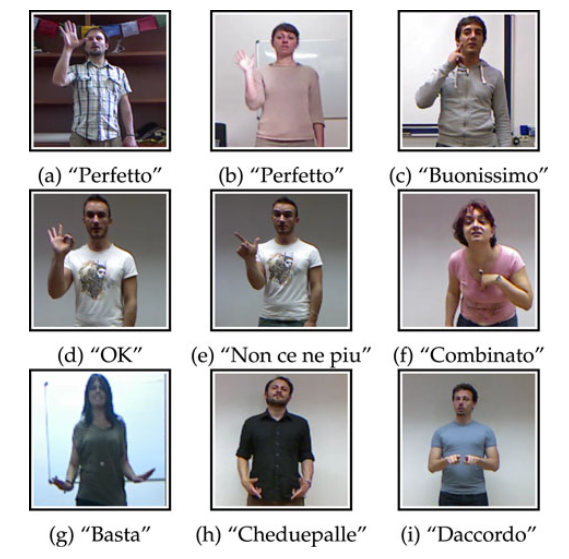 (a) “Perfetto” (b) “Perfetto” (c) “Buonissimo”
(d) “OK” (e) “Non ce ne piu” (f) “Combinato”
(g) “Basta” (h) “Cheduepalle” (i) “Daccordo”